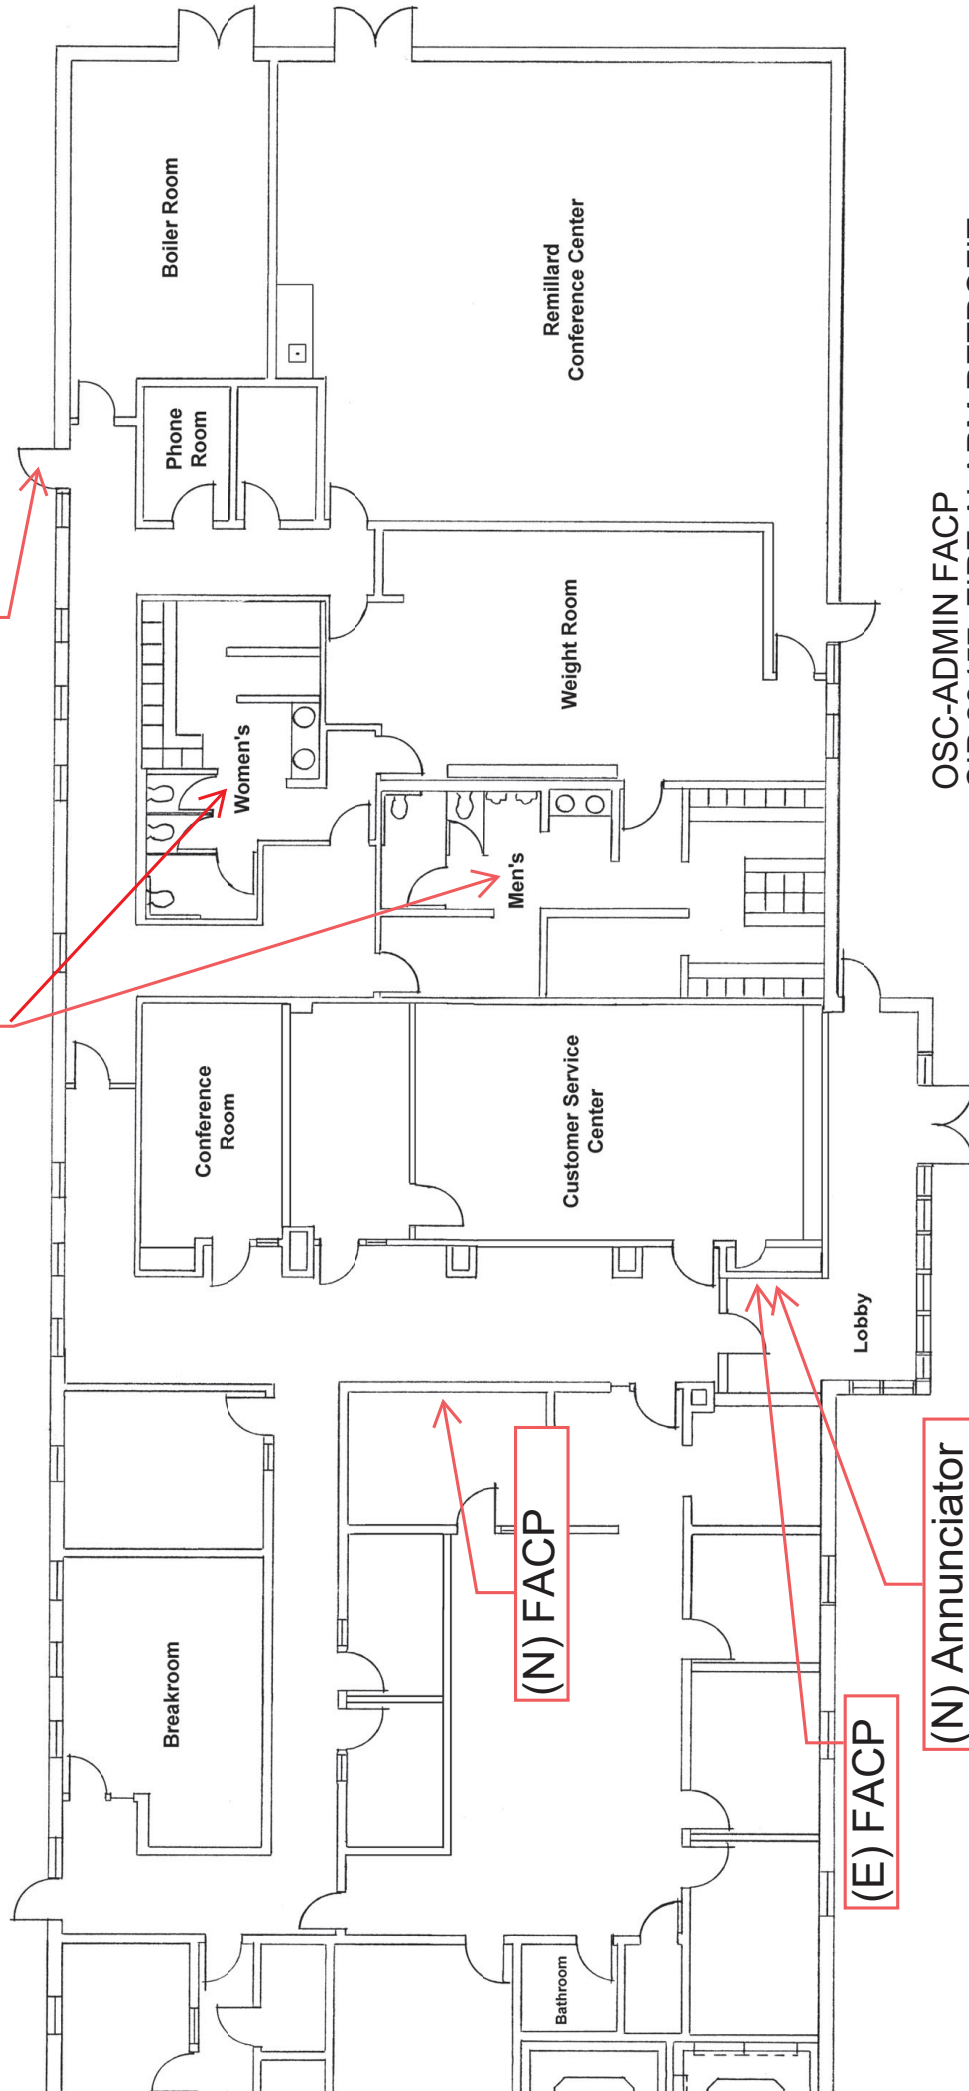 Boiler Room
Phone
Room
Remillard
Conference Center
Women's
Weight Room
Men's
Conference
Room
Customer Service
Center
Lobby
Breakroom
Bathroom
(N) FACP
(E) FACP
(N) Annunciator
OSC-ADMIN FACP